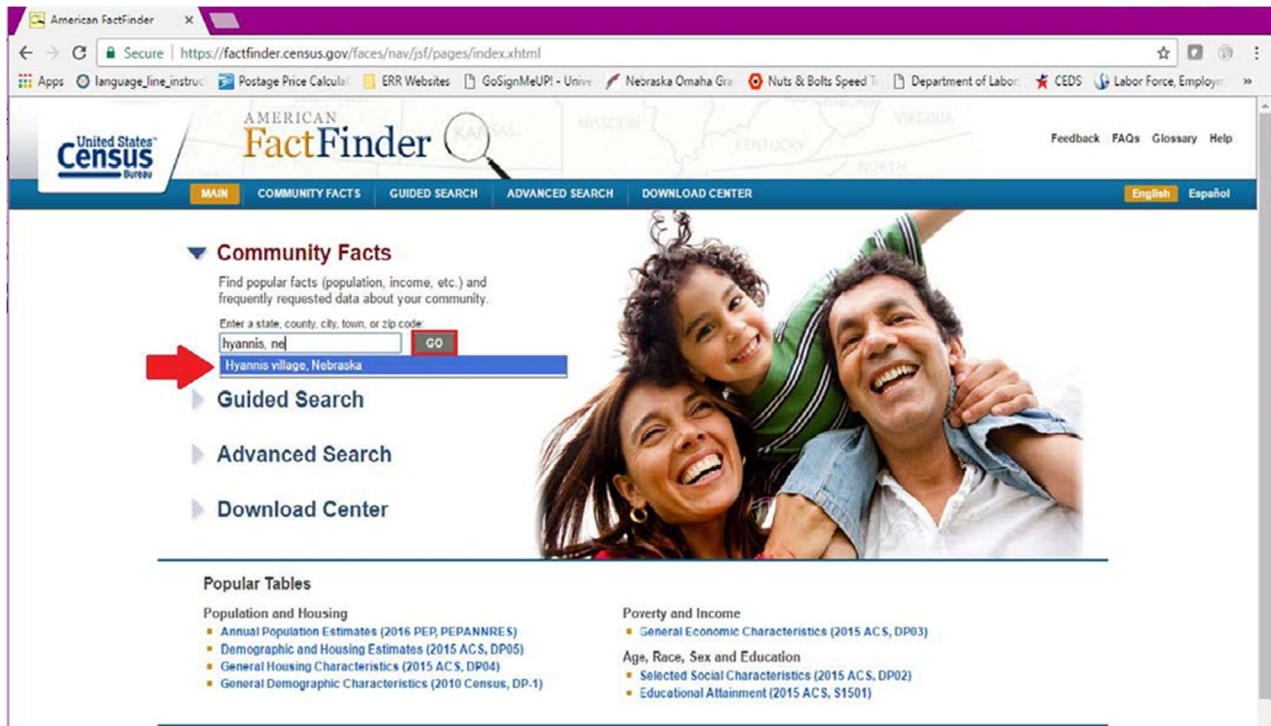 American FactFinder
Secure | https://factfinder.census.gov/faces/nav/jsf/pages/index.xhtml
Apps language_line_instruc Postage Price Calculat ERR Websites GoSignMeUP! - Unive Nebraska Omaha Gra Nuts & Bolts Speed Department of Labor CEDS Labor Force, Employm »
United States™
Census
Bureau
AMERICAN
FactFinder
KANSAS
MISSOURI
KENTUCKY
VIRGINIA
NORTH
Feedback FAQs Glossary Help
MAIN COMMUNITY FACTS GUIDED SEARCH ADVANCED SEARCH DOWNLOAD CENTER English Español
Community Facts
Find popular facts (population, income, etc.) and
frequently requested data about your community.
Enter a state, county, city, town, or zip code:
hyannis, ne GO
Hyannis village, Nebraska
Guided Search
Advanced Search
Download Center
Popular Tables
Population and Housing
Annual Population Estimates (2016 PEP, PEPANNRES)
Demographic and Housing Estimates (2015 ACS, DP05)
General Housing Characteristics (2015 ACS, DP04)
General Demographic Characteristics (2010 Census, DP-1)
Poverty and Income
General Economic Characteristics (2015 ACS, DP03)
Age, Race, Sex and Education
Selected Social Characteristics (2015 ACS, DP02)
Educational Attainment (2015 ACS, S1501)